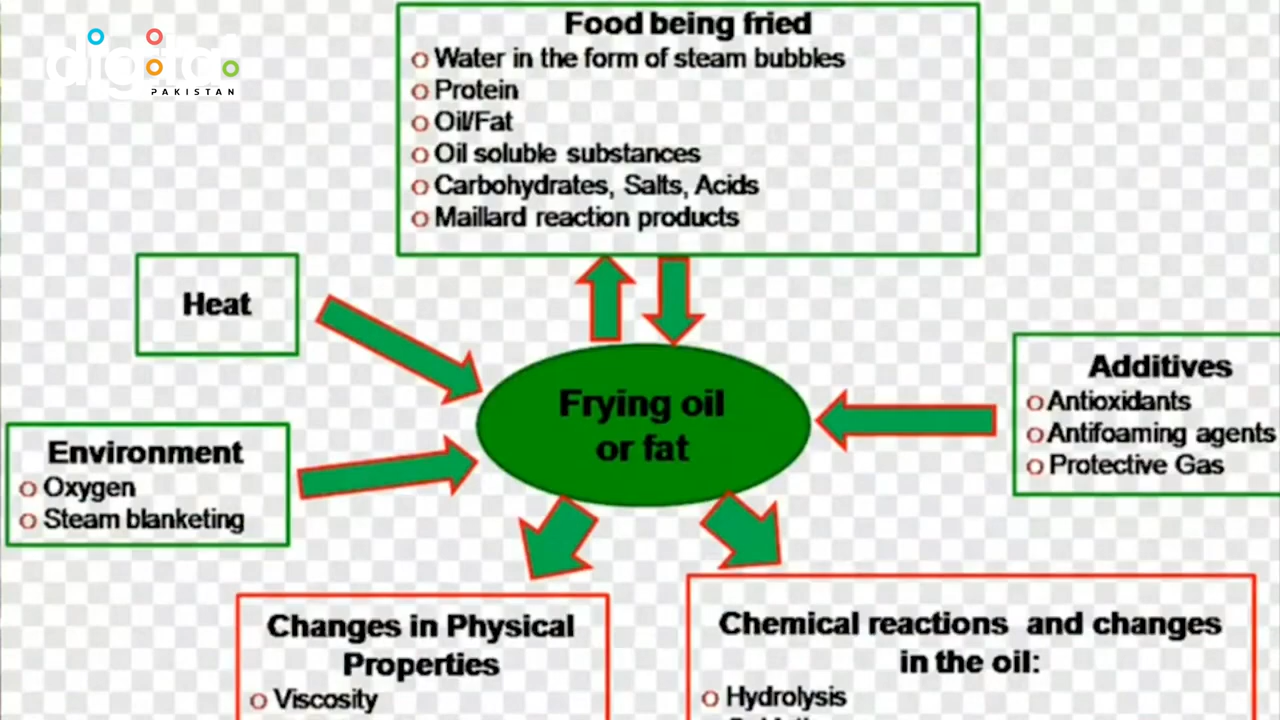 digital
PAKISTAN
Food being fried
o Water in the form of steam bubbles
o Protein
o Oil/Fat
o Oil soluble substances
o Carbohydrates, Salts, Acids
o Maillard reaction products
Heat
Frying oil
or fat
Additives
o Antioxidants
o Antifoaming agents
o Protective Gas
Environment
o Oxygen
o Steam blanketing
Changes in Physical
Properties
o Viscosity
Chemical reactions and changes
in the oil:
o Hydrolysis